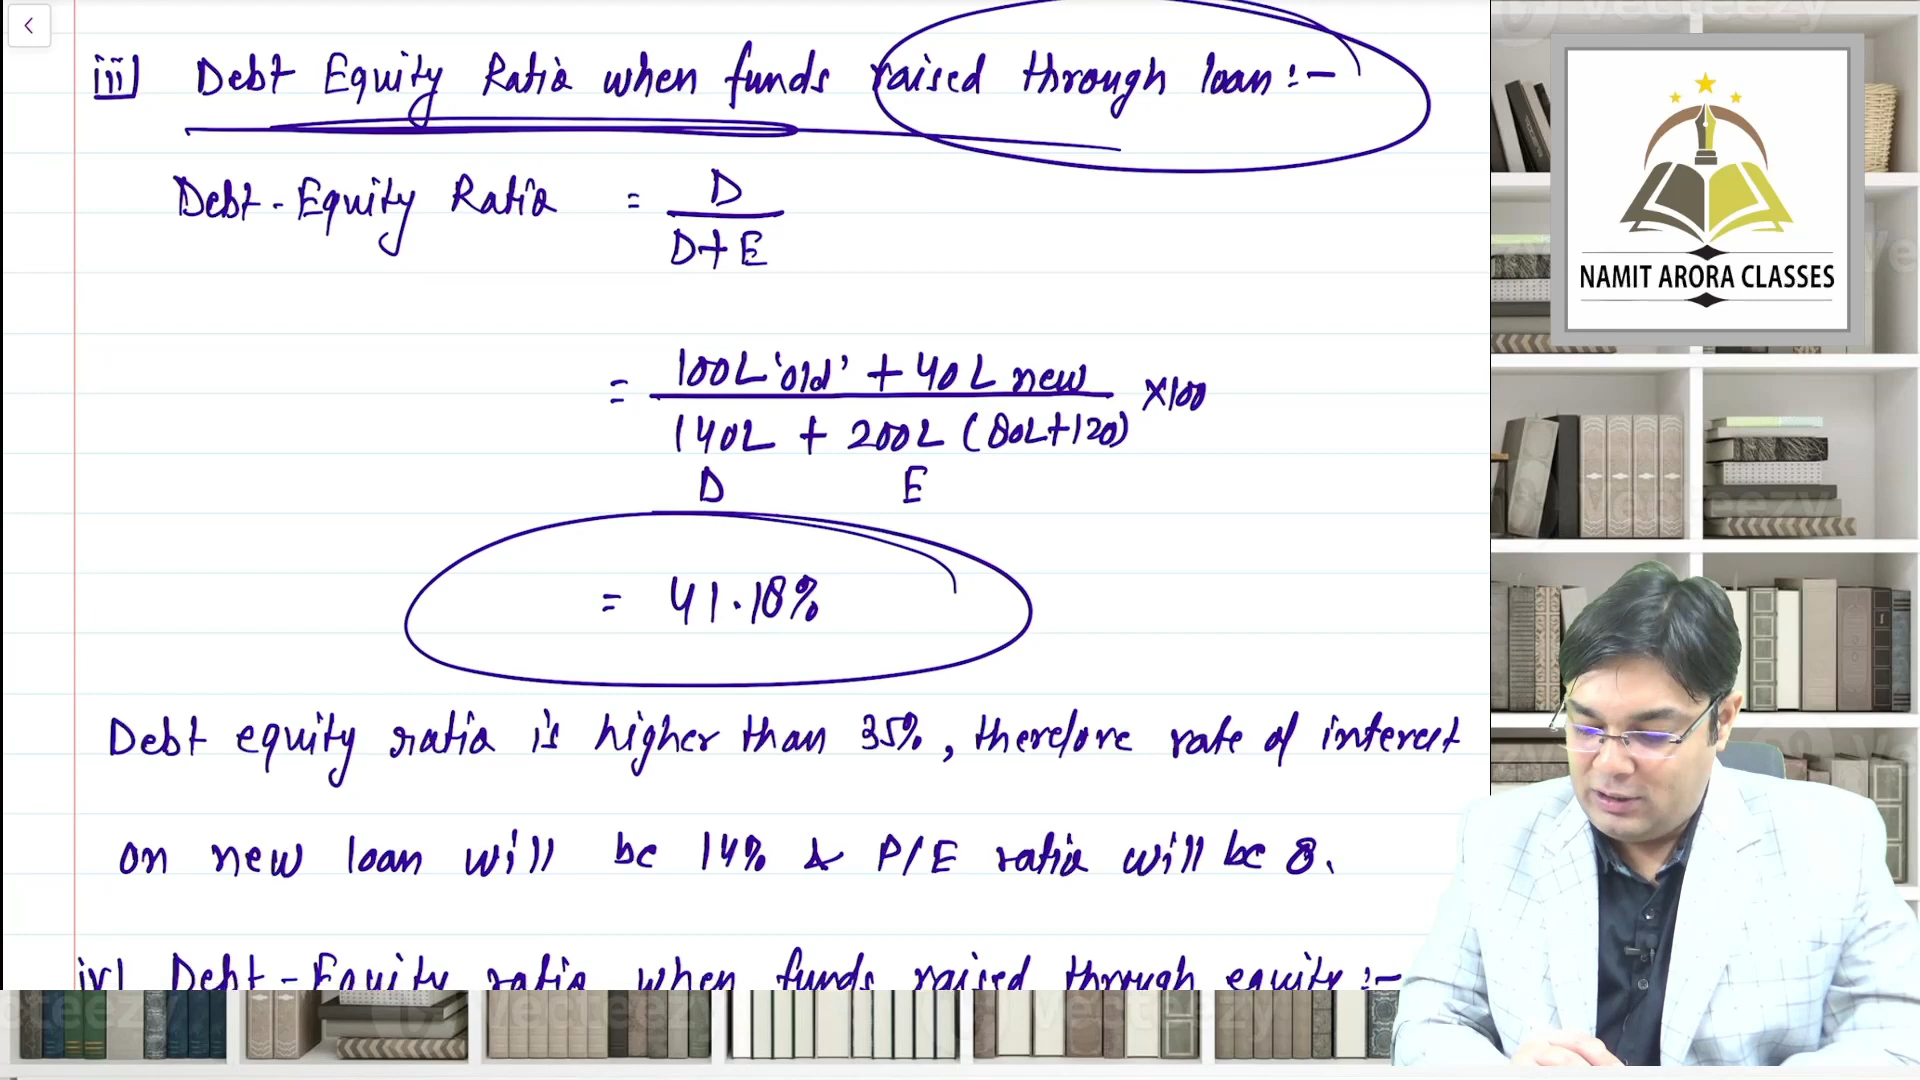 iii) Debt Equity Ratio when funds raised through loan :-
Debt-Equity Ratio = D
D+E
= 100L 'old' + 40L new
140L + 200L (80L+120) ×100
D E
= 41.18%
Debt equity ratio is higher than 35%, therefore rate of interest
on new loan will be 14% & P/E ratio will be 8.
iv) Debt-Equity ratio when funds raised through equity :-
NAMIT ARORA CLASSES
vecteezy